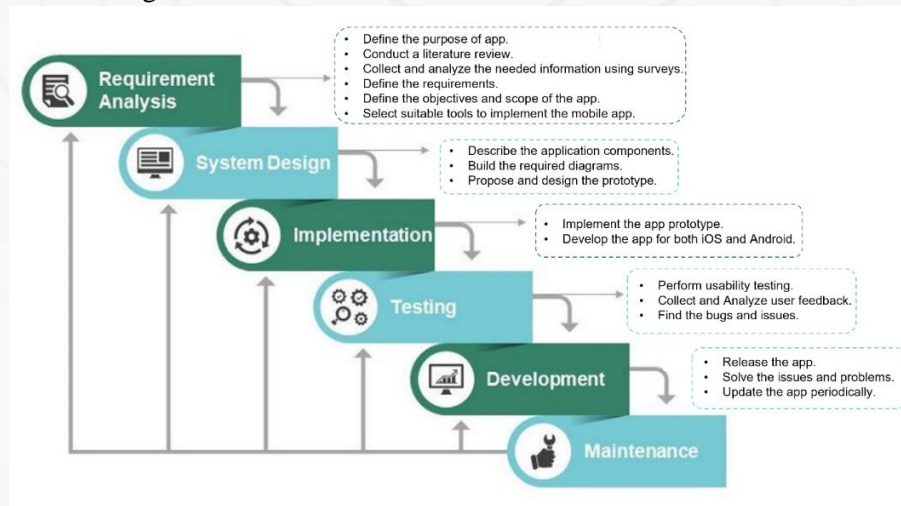 Requirement
Analysis
• Define the purpose of app.
• Conduct a literature review.
• Collect and analyze the needed information using surveys.
• Define the requirements.
• Define the objectives and scope of the app.
• Select suitable tools to implement the mobile app.
System Design
• Describe the application components.
• Build the required diagrams.
• Propose and design the prototype.
Implementation
• Implement the app prototype.
• Develop the app for both iOS and Android.
Testing
• Perform usability testing.
• Collect and Analyze user feedback.
• Find the bugs and issues.
Development
• Release the app.
• Solve the issues and problems.
• Update the app periodically.
Maintenance